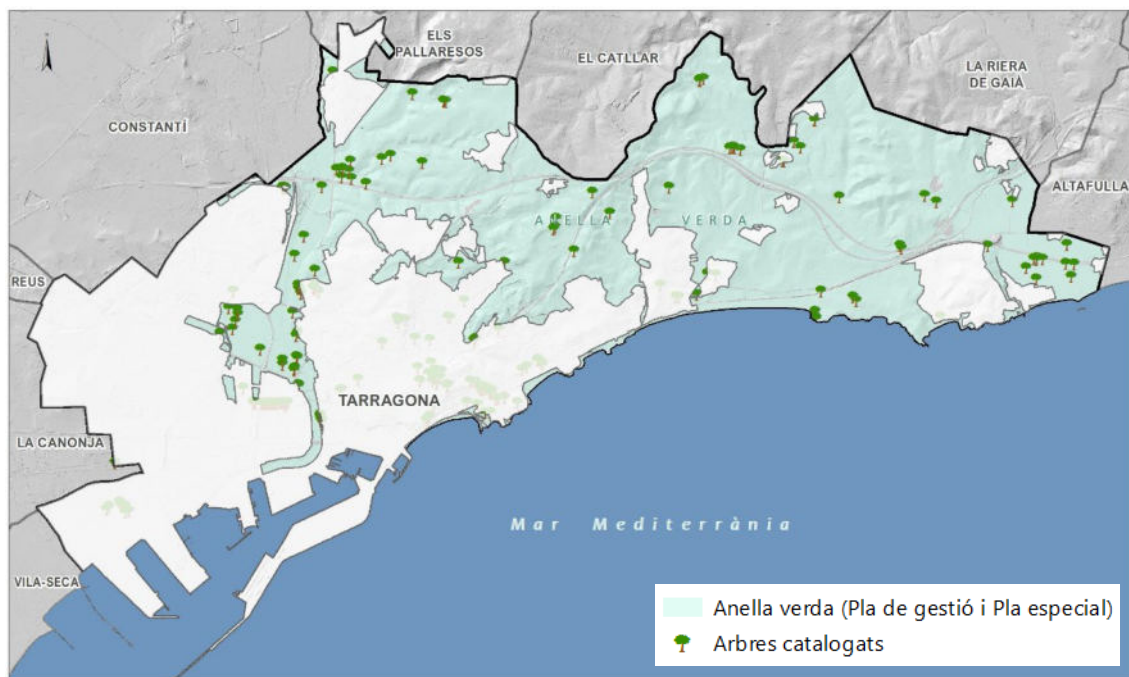 ELS
PALLARESOS
EL CATLLAR
LA RIERA
DE GAIÀ
CONSTANTÍ
ALTAFULLA
ANELLA VERDA
REUS
TARRAGONA
LA CANONJA
Mar Mediterrània
VILA-SECA
Anella verda (Pla de gestió i Pla especial)
Arbres catalogats